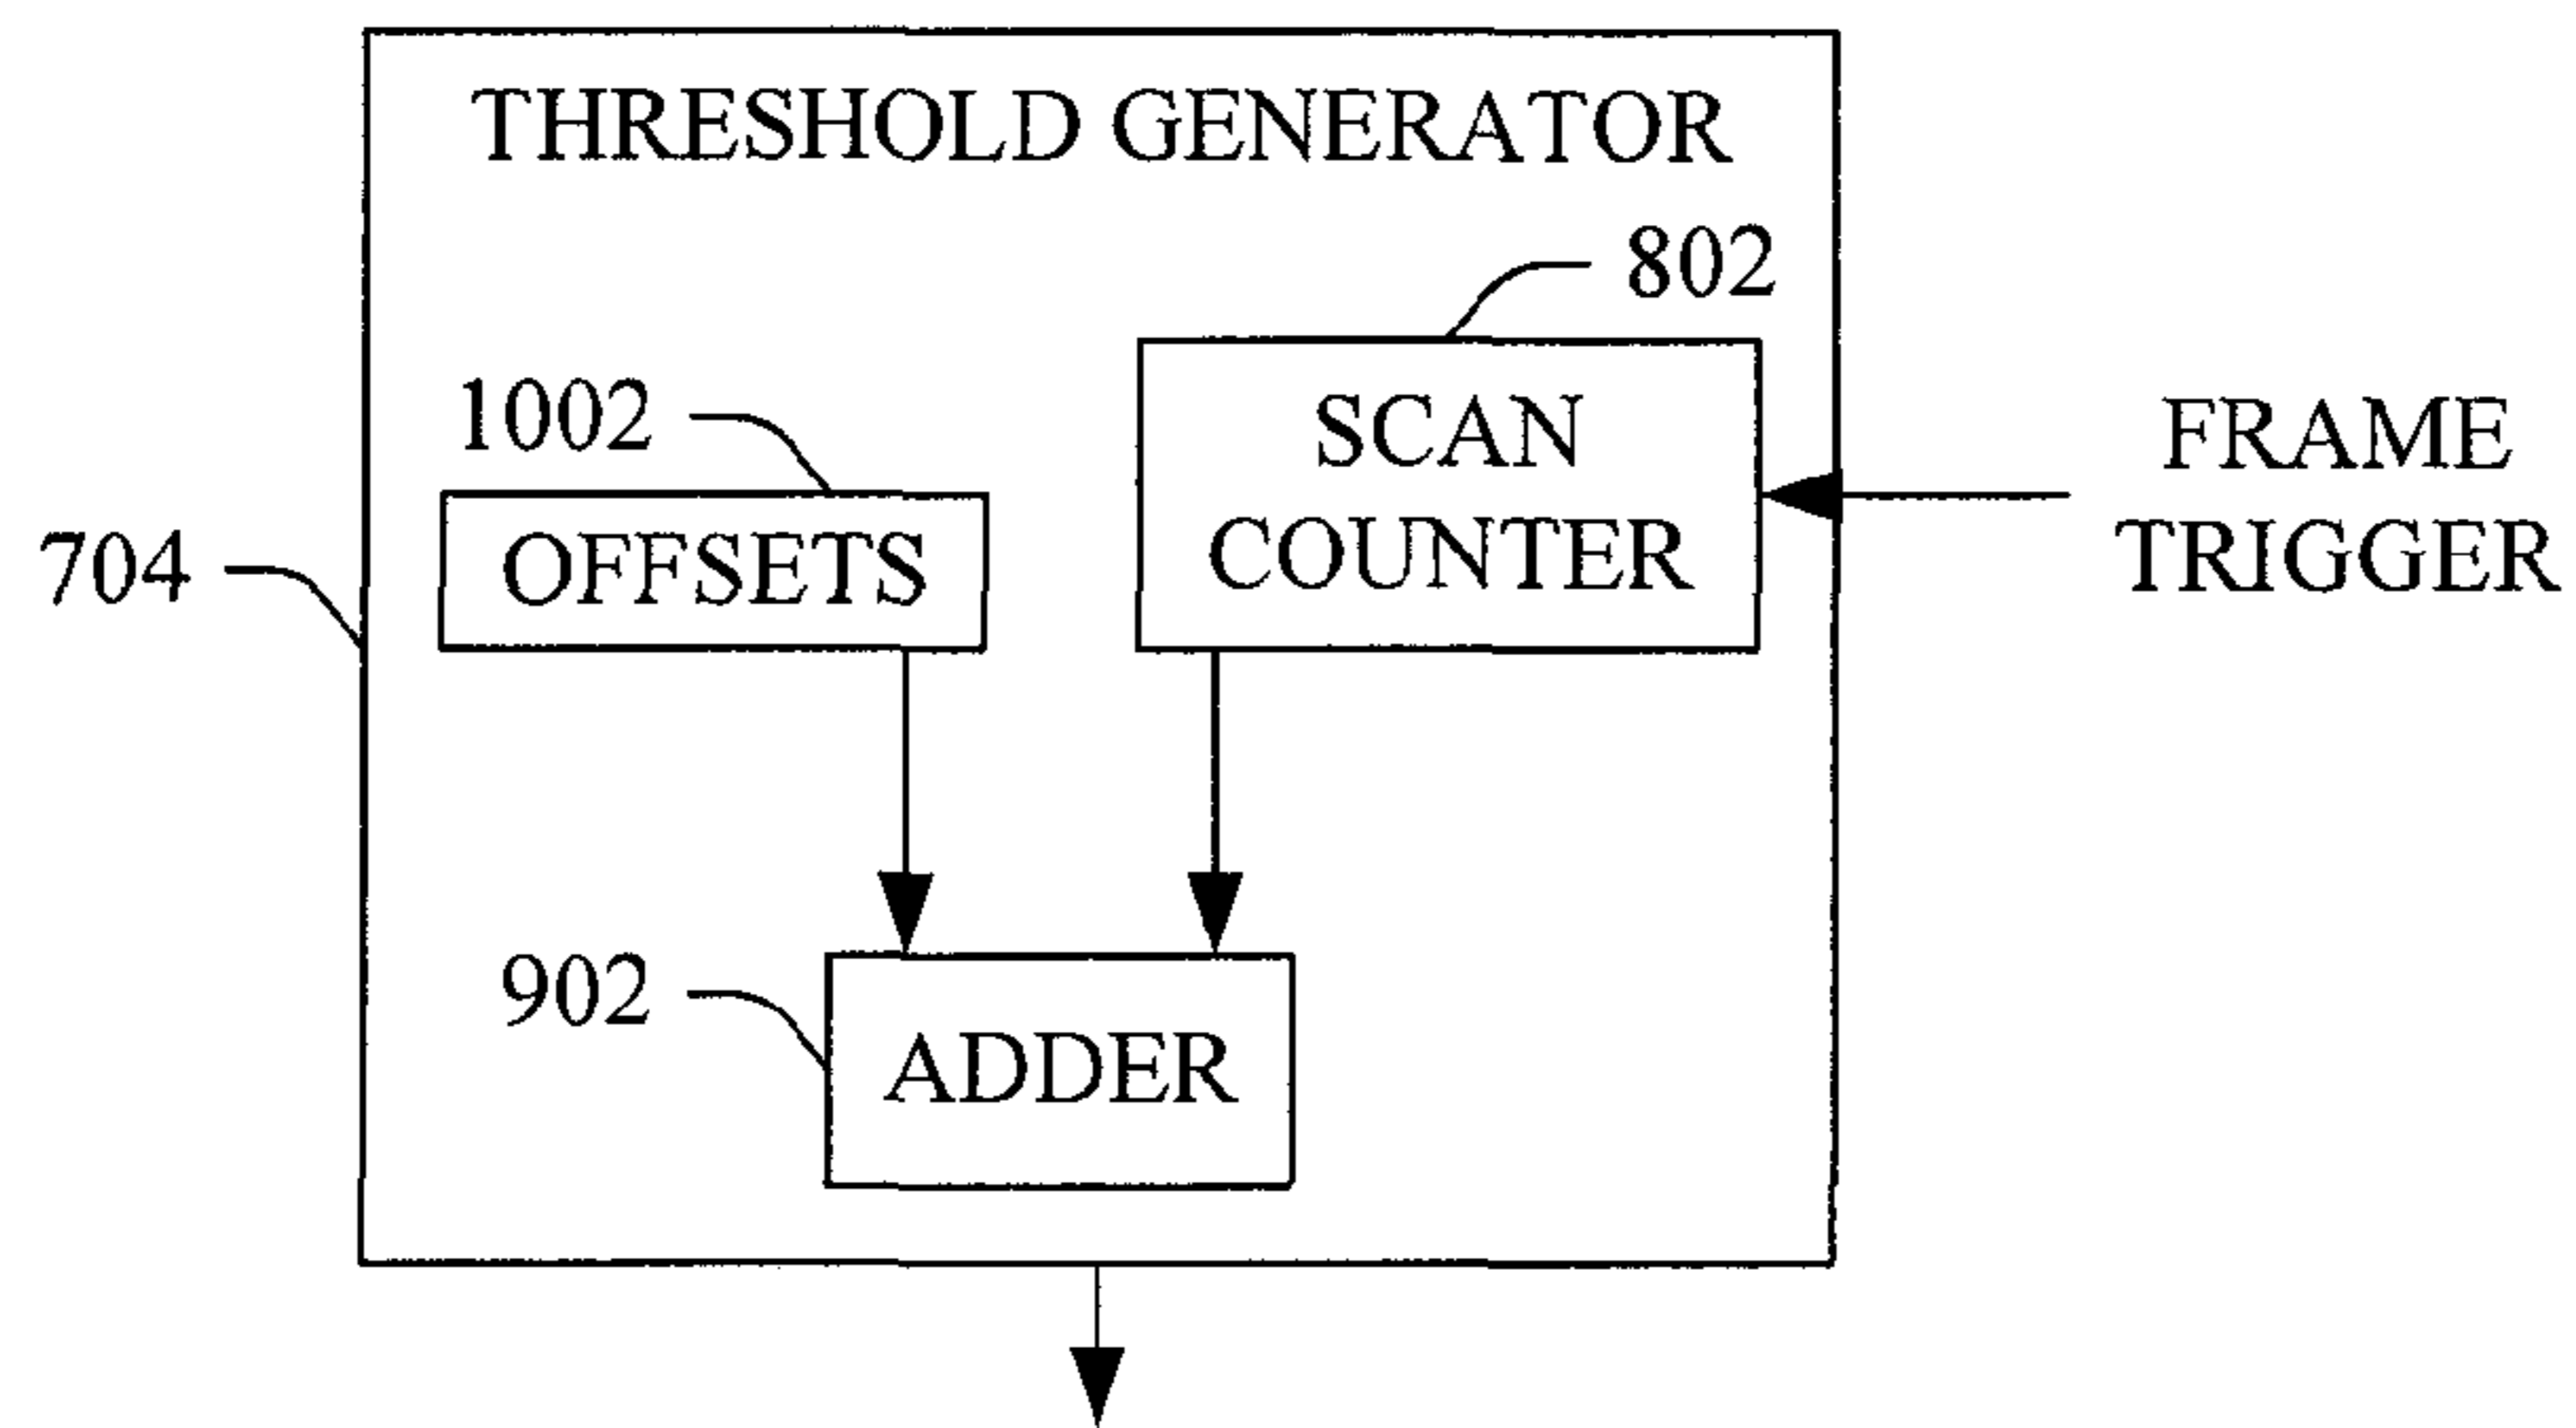 THRESHOLD GENERATOR
802
1002
SCAN
COUNTER
FRAME
TRIGGER
OFFSETS
704
902
ADDER